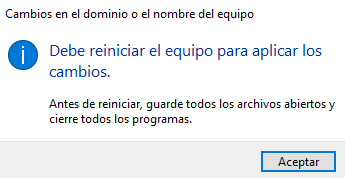 Cambios en el dominio o el nombre del equipo
Debe reiniciar el equipo para aplicar los
cambios.
Antes de reiniciar, guarde todos los archivos abiertos y
cierre todos los programas.
Aceptar